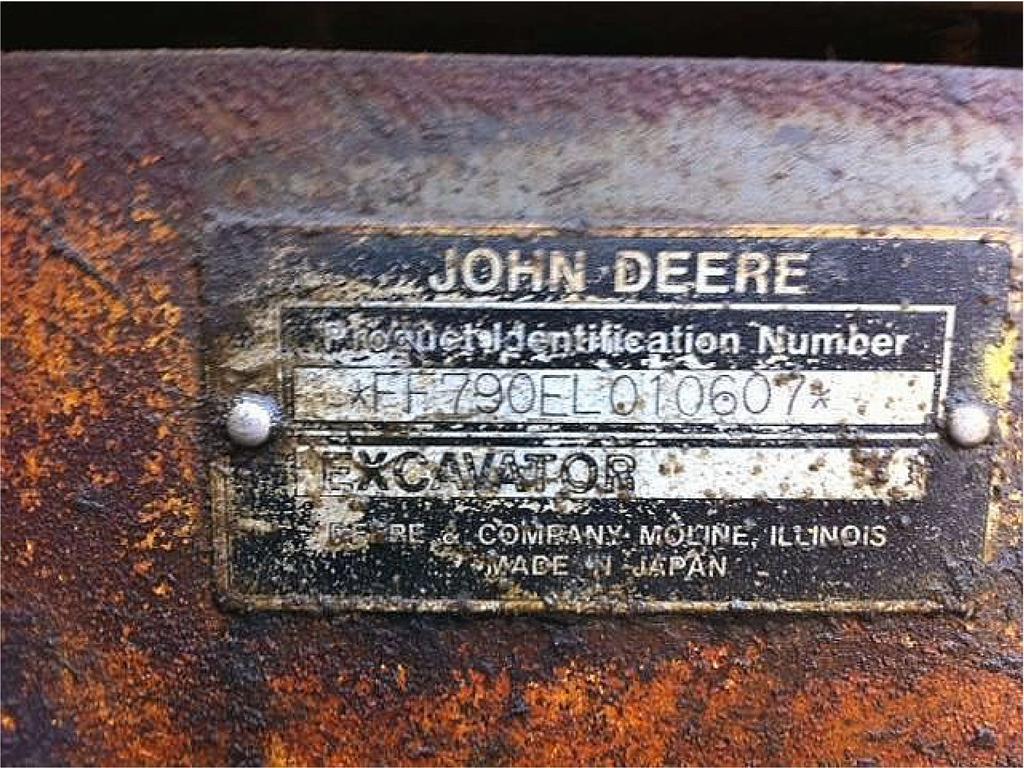 JOHN DEERE
Product Identification Number
*FF790EL010607*
EXCAVATOR
DEERE & COMPANY MOLINE, ILLINOIS
MADE IN JAPAN